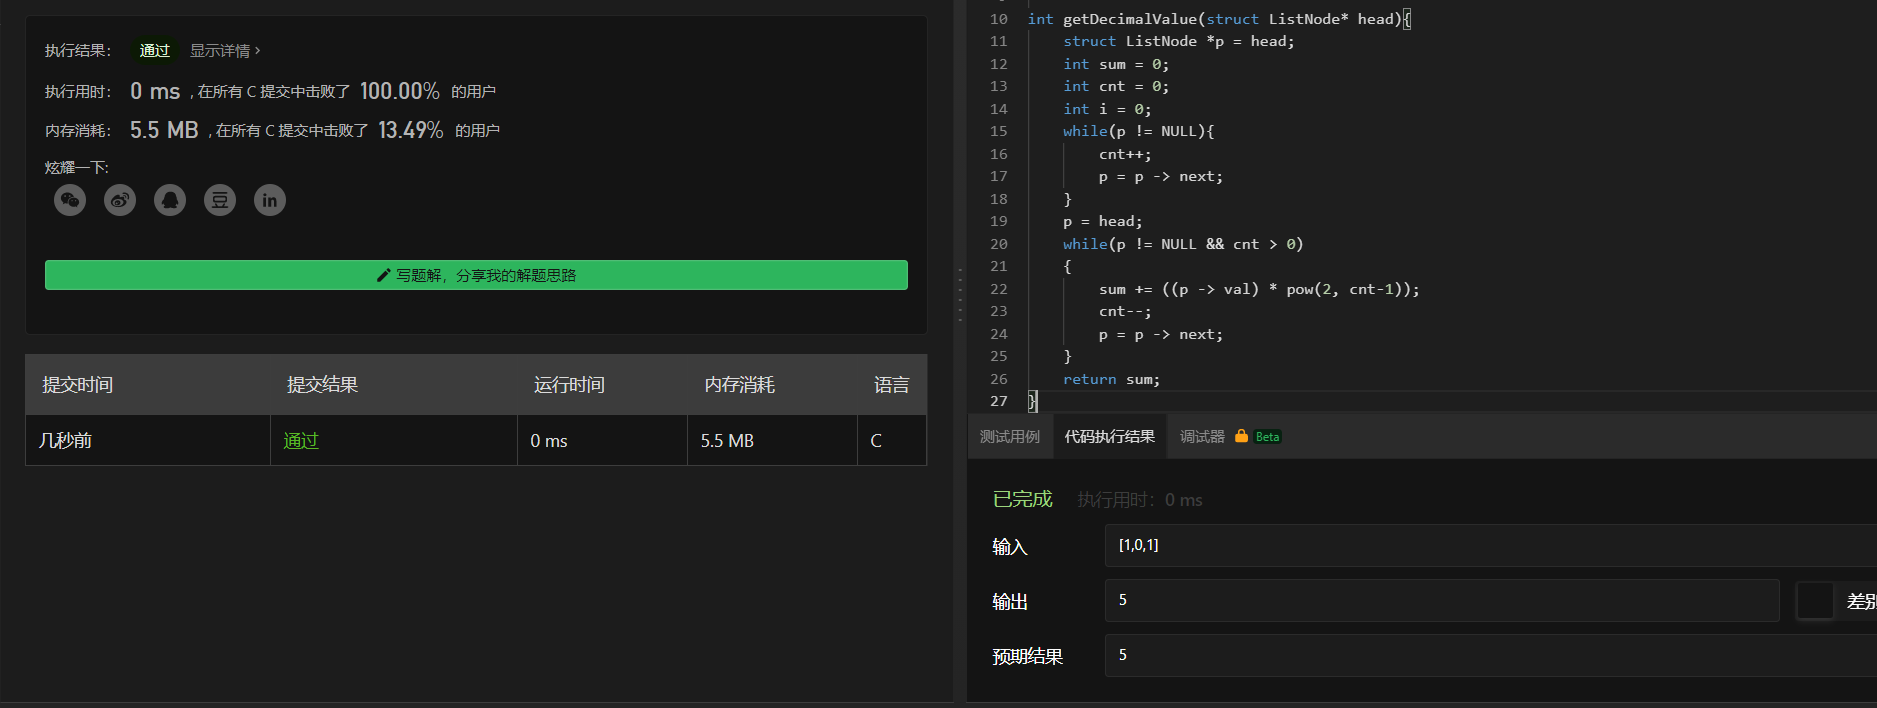 执行结果： 通过 显示详情 ›
执行用时： 0 ms ，在所有 C 提交中击败了 100.00% 的用户
内存消耗： 5.5 MB ，在所有 C 提交中击败了 13.49% 的用户
炫耀一下:
写题解，分享我的解题思路
提交时间 提交结果 运行时间 内存消耗 语言
几秒前 通过 0 ms 5.5 MB C
10 int getDecimalValue(struct ListNode* head){
11     struct ListNode *p = head;
12     int sum = 0;
13     int cnt = 0;
14     int i = 0;
15     while(p != NULL){
16         cnt++;
17         p = p -> next;
18     }
19     p = head;
20     while(p != NULL && cnt > 0)
21     {
22         sum += ((p -> val) * pow(2, cnt-1));
23         cnt--;
24         p = p -> next;
25     }
26     return sum;
27 }
测试用例 代码执行结果 调试器 Beta
已完成 执行用时：0 ms
输入 [1,0,1]
输出 5 差别
预期结果 5